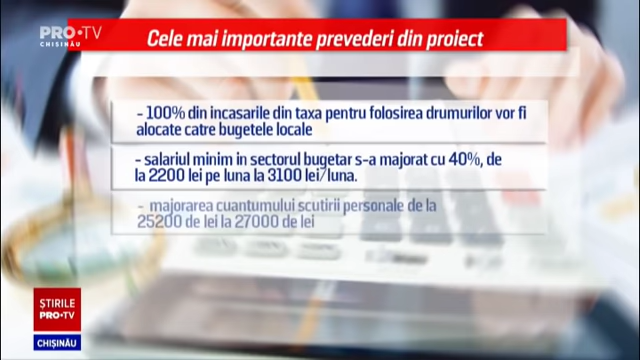 PRO•TV
CHIȘINĂU
Cele mai importante prevederi din proiect
- 100% din incasarile din taxa pentru folosirea drumurilor vor fi
alocate catre bugetele locale
- salariul minim in sectorul bugetar s-a majorat cu 40%, de
la 2200 lei pe luna la 3100 lei/luna.
- majorarea cuantumului scutirii personale de la
25200 de lei la 27000 de lei
ȘTIRILE
PRO•TV
CHIȘINĂU